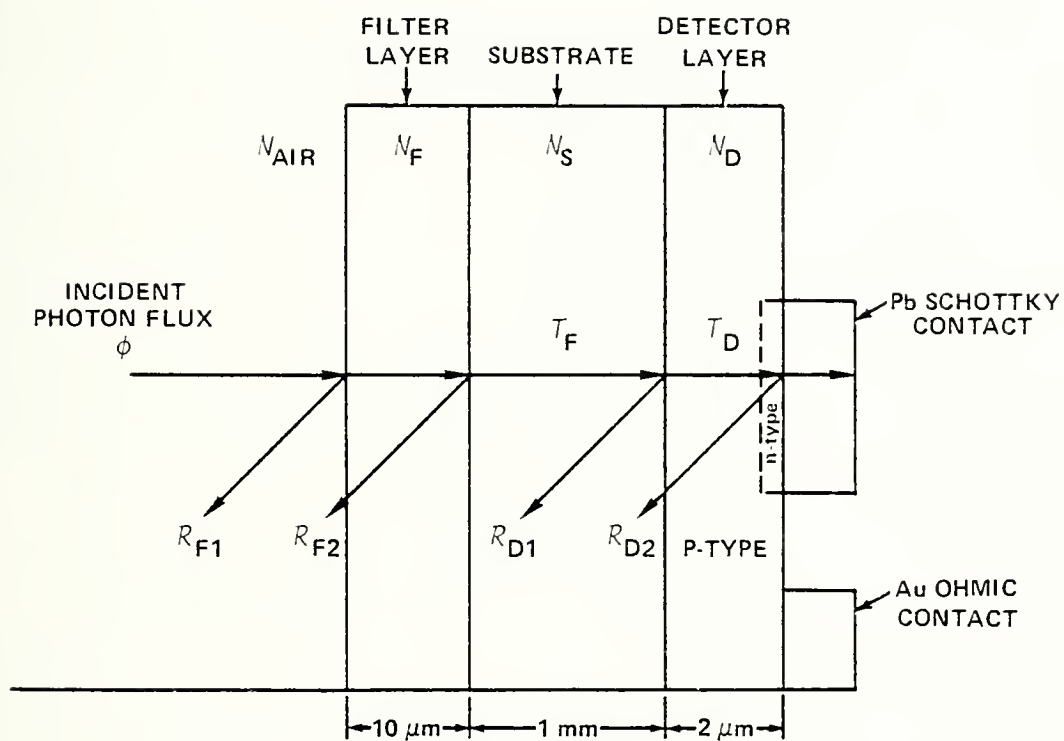 FILTER
LAYER
SUBSTRATE
DETECTOR
LAYER
N_AIR
N_F
N_S
N_D
INCIDENT
PHOTON FLUX
ϕ
T_F
T_D
n-type
Pb SCHOTTKY
CONTACT
R_F1
R_F2
R_D1
R_D2
P-TYPE
Au OHMIC
CONTACT
10 μm
1 mm
2 μm